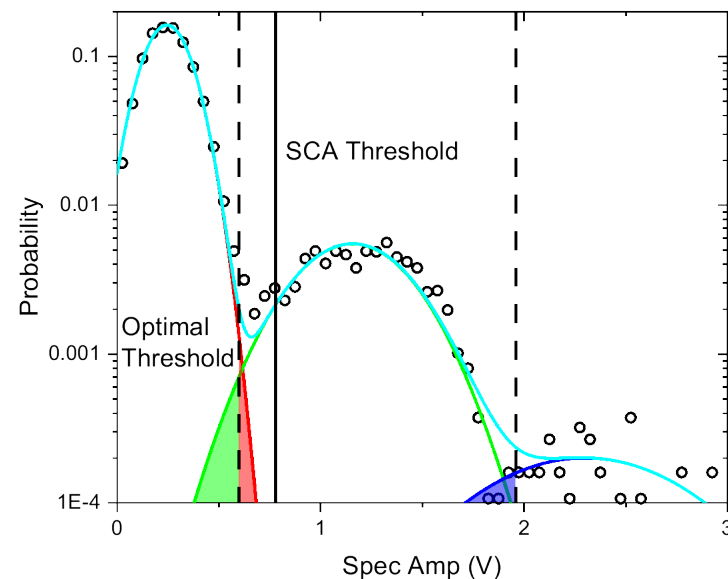 0.1
SCA Threshold
0.01
Probability
Optimal
Threshold
0.001
1E-4
0 1 2 3
Spec Amp (V)